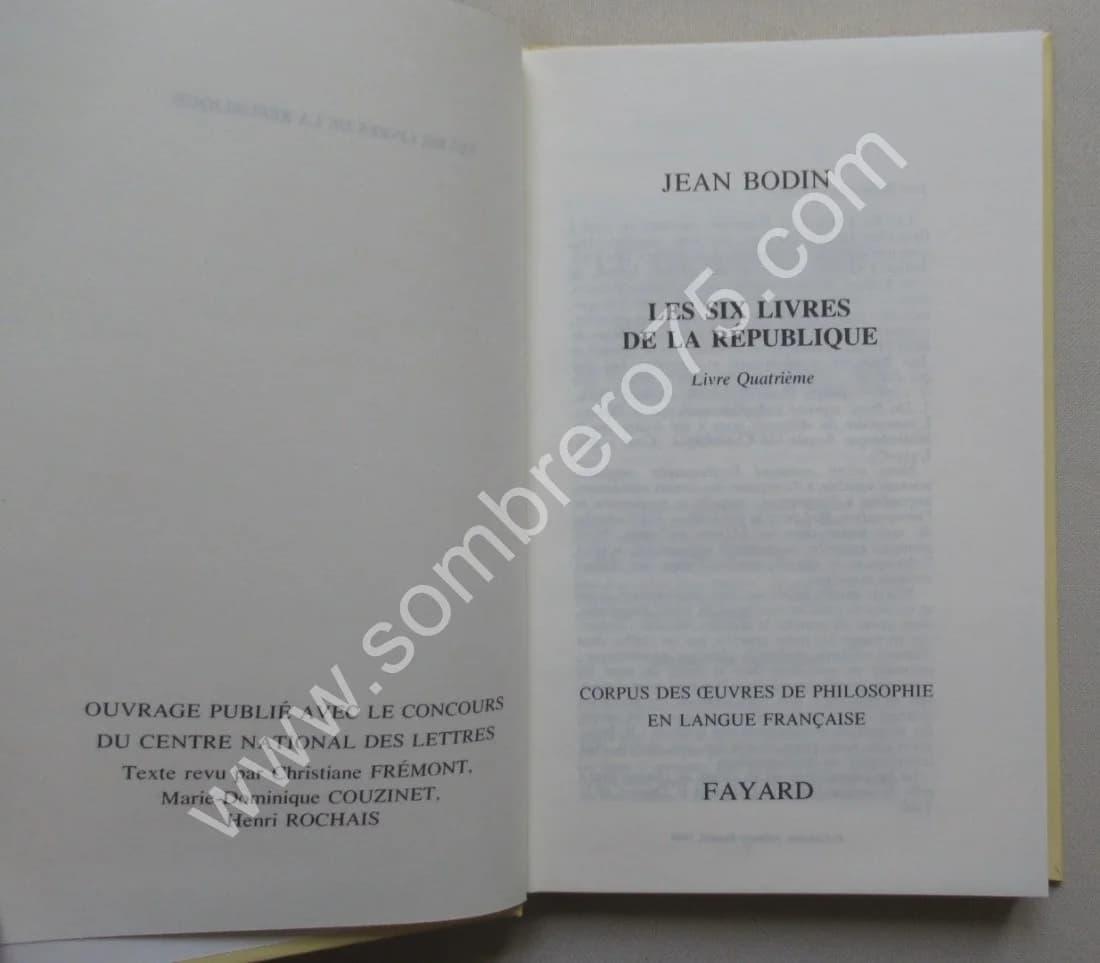 OUVRAGE PUBLIÉ AVEC LE CONCOURS
DU CENTRE NATIONAL DES LETTRES
Texte revu par Christiane FRÉMONT,
Marie-Dominique COUZINET,
Henri ROCHAIS
JEAN BODIN
LES SIX LIVRES
DE LA REPUBLIQUE
Livre Quatrième
CORPUS DES ŒUVRES DE PHILOSOPHIE
EN LANGUE FRANÇAISE
FAYARD
www.sombrero75.com